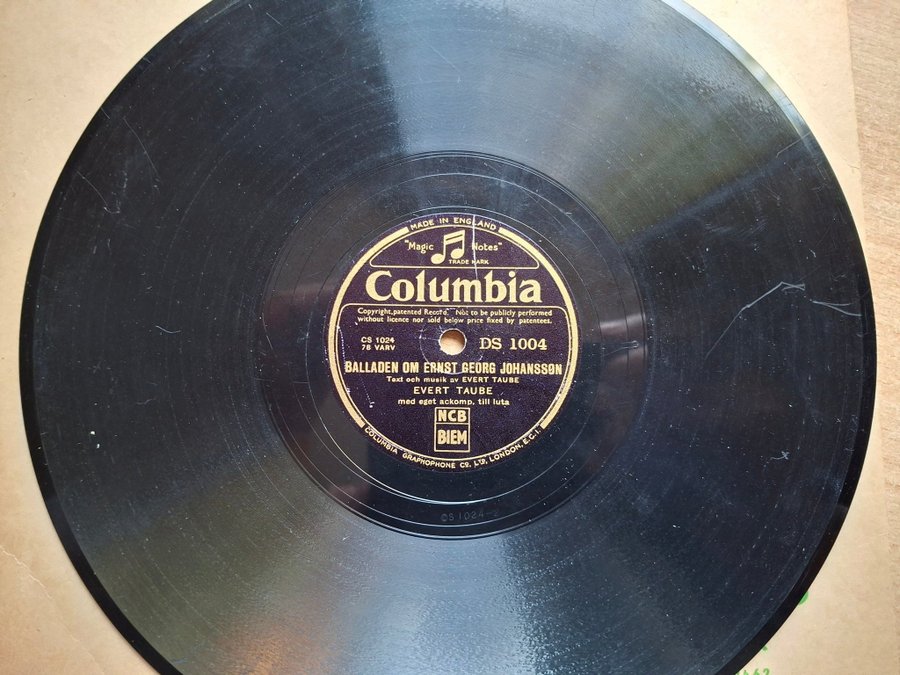 MADE IN ENGLAND
"Magic Notes"
TRADE MARK
Columbia
Copyright, patented Record. Not to be publicly performed
without licence nor sold below price fixed by patentees.
CS 1024
78 VARV
DS 1004
BALLADEN OM ERNST GEORG JOHANSSØN
Text och musik av EVERT TAUBE
EVERT TAUBE
med eget ackomp. till luta
NCB
BIEM
COLUMBIA GRAPHOPHONE CO. LTD. LONDON, E.C.1.